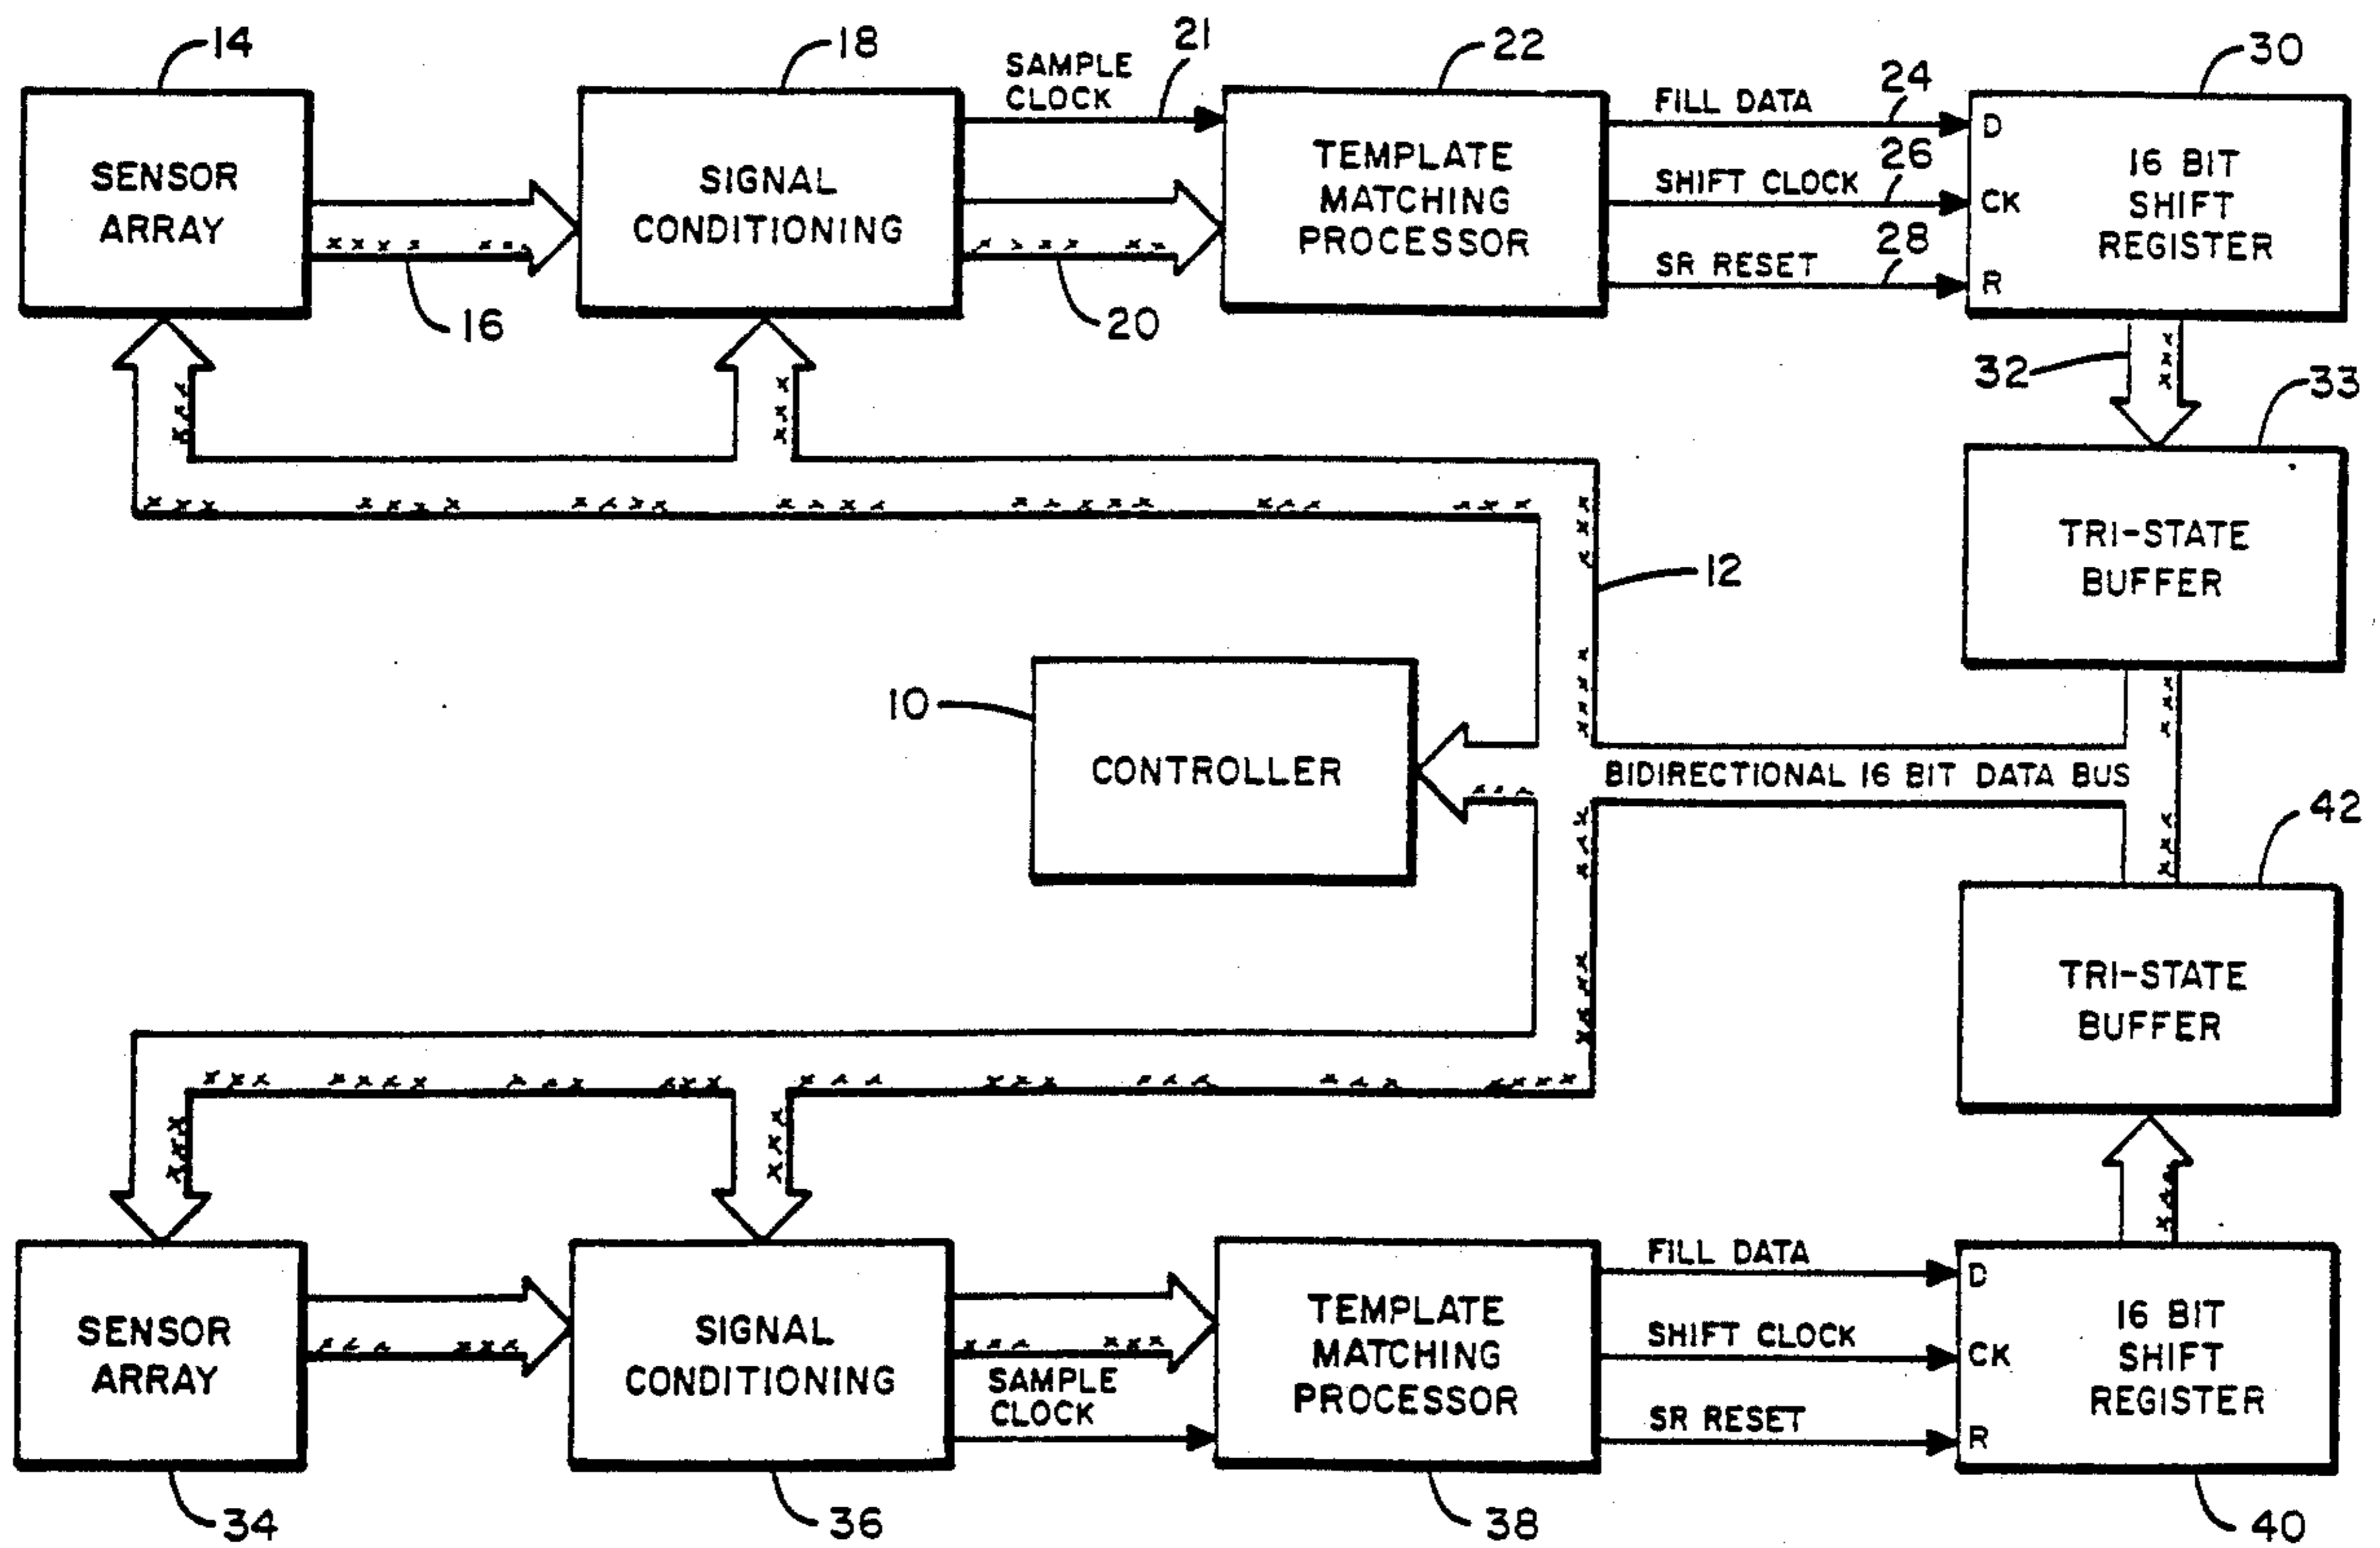 14
18
21
22
30
SAMPLE
CLOCK
24
FILL DATA
D
SENSOR
ARRAY
SIGNAL
CONDITIONING
TEMPLATE
MATCHING
PROCESSOR
26
SHIFT CLOCK
CK
16 BIT
SHIFT
REGISTER
28
SR RESET
R
16
20
32
33
TRI-STATE
BUFFER
12
10
CONTROLLER
BIDIRECTIONAL 16 BIT DATA BUS
42
TRI-STATE
BUFFER
FILL DATA
D
SENSOR
ARRAY
SIGNAL
CONDITIONING
TEMPLATE
MATCHING
PROCESSOR
SHIFT CLOCK
CK
16 BIT
SHIFT
REGISTER
SAMPLE
CLOCK
SR RESET
R
34
36
38
40